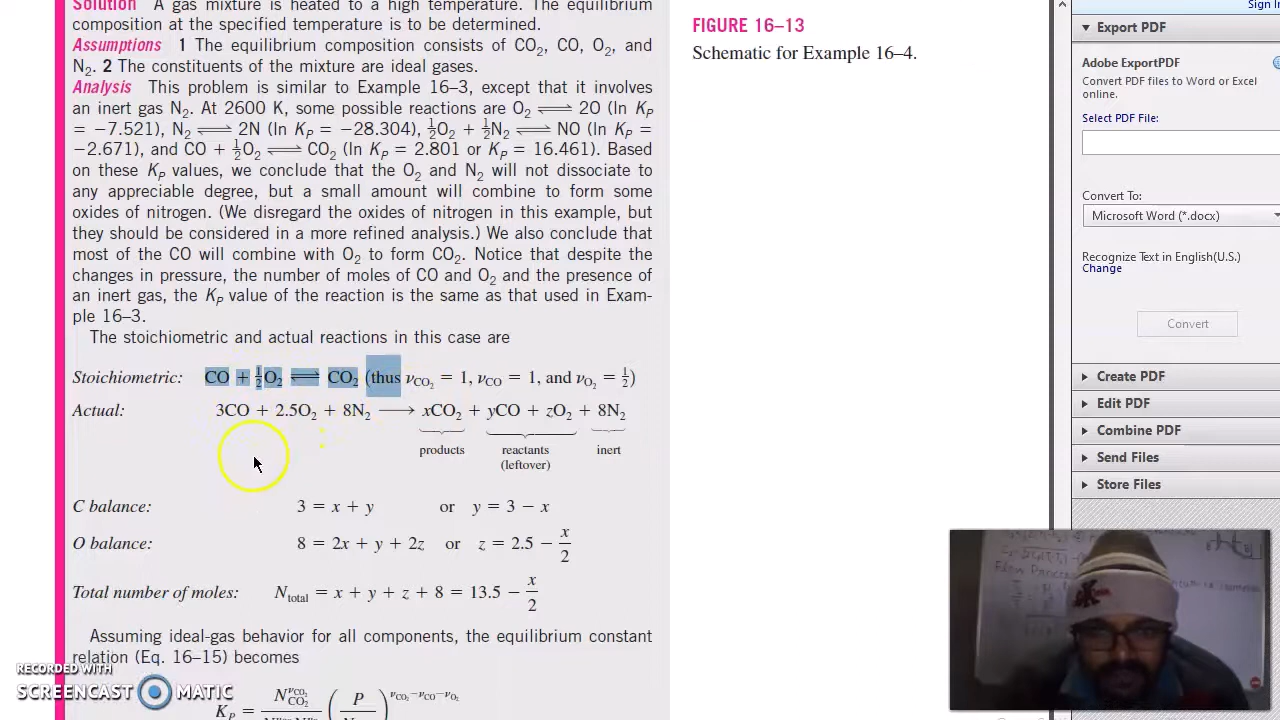 Solution A gas mixture is heated to a high temperature. The equilibrium
composition at the specified temperature is to be determined.
Assumptions 1 The equilibrium composition consists of CO₂, CO, O₂, and
N₂. 2 The constituents of the mixture are ideal gases.
Analysis This problem is similar to Example 16–3, except that it involves
an inert gas N₂. At 2600 K, some possible reactions are O₂ ⇌ 2O (ln K_P
= −7.521), N₂ ⇌ 2N (ln K_P = −28.304), ½O₂ + ½N₂ ⇌ NO (ln K_P =
−2.671), and CO + ½O₂ ⇌ CO₂ (ln K_P = 2.801 or K_P = 16.461). Based
on these K_P values, we conclude that the O₂ and N₂ will not dissociate to
any appreciable degree, but a small amount will combine to form some
oxides of nitrogen. (We disregard the oxides of nitrogen in this example, but
they should be considered in a more refined analysis.) We also conclude that
most of the CO will combine with O₂ to form CO₂. Notice that despite the
changes in pressure, the number of moles of CO and O₂ and the presence of
an inert gas, the K_P value of the reaction is the same as that used in Exam-
ple 16–3.
The stoichiometric and actual reactions in this case are
Stoichiometric: CO + ½O₂ ⇌ CO₂ (thus ν_CO₂ = 1, ν_CO = 1, and ν_O₂ = ½)
Actual: 3CO + 2.5O₂ + 8N₂ ⟶ xCO₂ + yCO + zO₂ + 8N₂
products reactants inert
(leftover)
C balance: 3 = x + y or y = 3 − x
O balance: 8 = 2x + y + 2z or z = 2.5 − x/2
Total number of moles: N_total = x + y + z + 8 = 13.5 − x/2
Assuming ideal-gas behavior for all components, the equilibrium constant
relation (Eq. 16–15) becomes
FIGURE 16–13
Schematic for Example 16–4.
Sign In
Export PDF
Adobe ExportPDF
Convert PDF files to Word or Excel
online.
Select PDF File:
Convert To:
Microsoft Word (*.docx)
Recognize Text in English(U.S.)
Change
Convert
Create PDF
Edit PDF
Combine PDF
Send Files
Store Files
RECORDED WITH
SCREENCAST MATIC